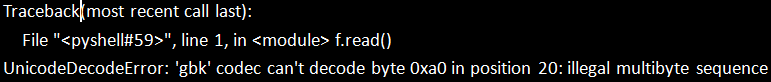 Traceback(most recent call last):
File "<pyshell#59>", line 1, in <module> f.read()
UnicodeDecodeError: 'gbk' codec can't decode byte 0xa0 in position 20: illegal multibyte sequence